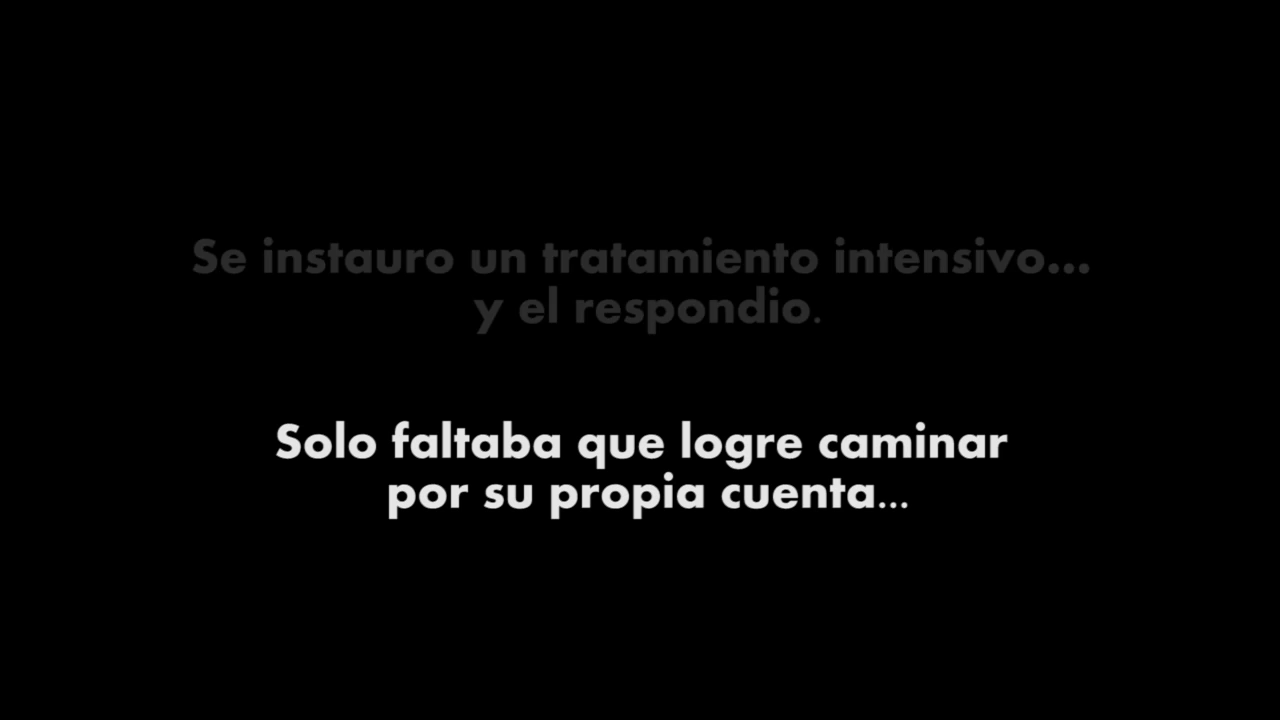 Se instauro un tratamiento intensivo...
y el respondio.
Solo faltaba que logre caminar
por su propia cuenta...